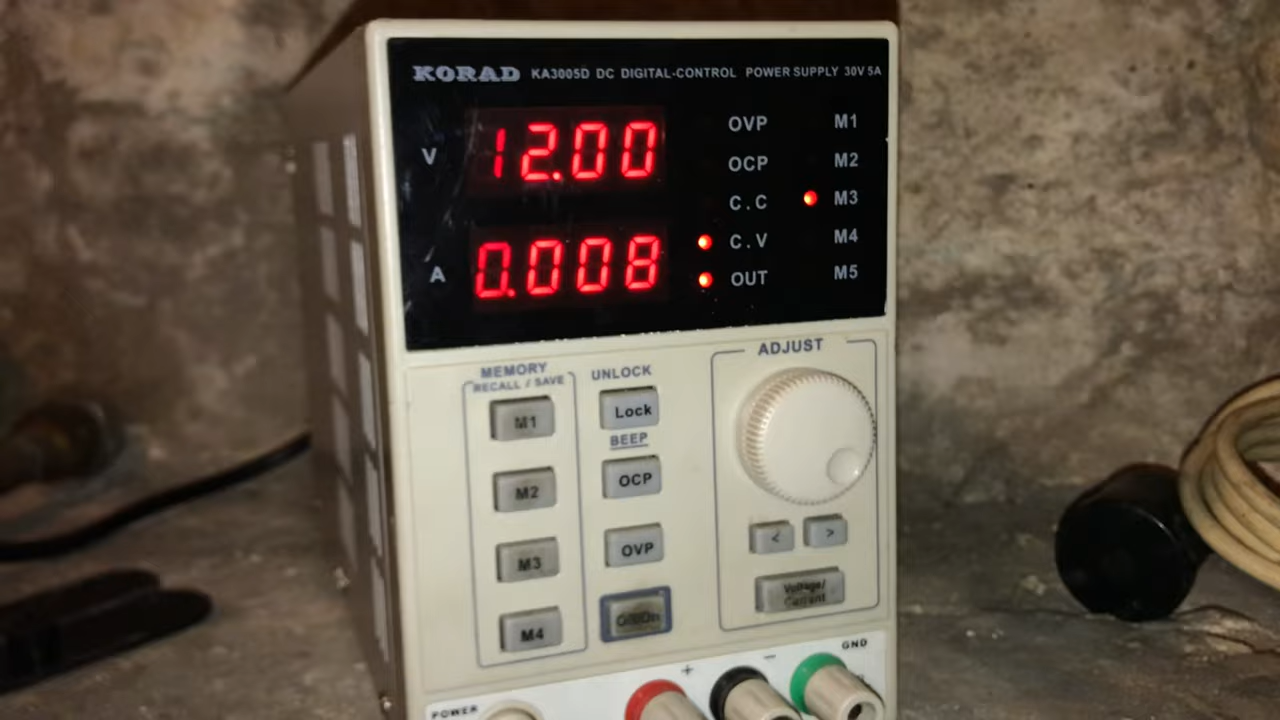 KORAD KA3005D DC DIGITAL-CONTROL POWER SUPPLY 30V 5A
V 12.00
A 0.008
OVP M1
OCP M2
C.C M3
C.V M4
OUT M5
MEMORY
RECALL / SAVE
M1
M2
M3
M4
UNLOCK
Lock
BEEP
OCP
OVP
ADJUST
< >
Voltage/
Current
POWER
+ − GND